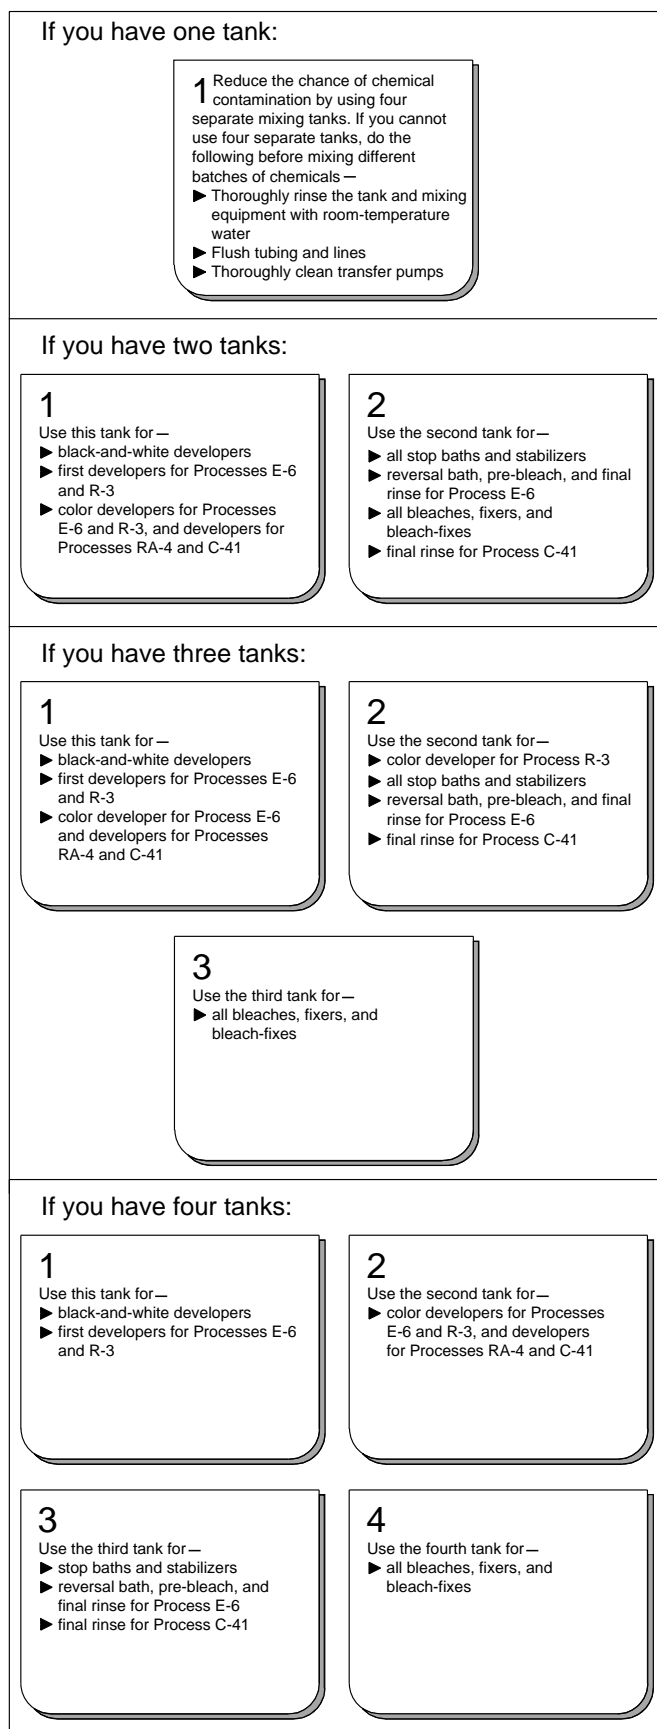 If you have one tank:
1 Reduce the chance of chemical
contamination by using four
separate mixing tanks. If you cannot
use four separate tanks, do the
following before mixing different
batches of chemicals —
▶ Thoroughly rinse the tank and mixing
equipment with room-temperature
water
▶ Flush tubing and lines
▶ Thoroughly clean transfer pumps
If you have two tanks:
1
Use this tank for —
▶ black-and-white developers
▶ first developers for Processes E-6
and R-3
▶ color developers for Processes
E-6 and R-3, and developers for
Processes RA-4 and C-41
2
Use the second tank for —
▶ all stop baths and stabilizers
▶ reversal bath, pre-bleach, and final
rinse for Process E-6
▶ all bleaches, fixers, and
bleach-fixes
▶ final rinse for Process C-41
If you have three tanks:
1
Use this tank for —
▶ black-and-white developers
▶ first developers for Processes E-6
and R-3
▶ color developer for Process E-6
and developers for Processes
RA-4 and C-41
2
Use the second tank for —
▶ color developer for Process R-3
▶ all stop baths and stabilizers
▶ reversal bath, pre-bleach, and final
rinse for Process E-6
▶ final rinse for Process C-41
3
Use the third tank for —
▶ all bleaches, fixers, and
bleach-fixes
If you have four tanks:
1
Use this tank for —
▶ black-and-white developers
▶ first developers for Processes E-6
and R-3
2
Use the second tank for —
▶ color developers for Processes
E-6 and R-3, and developers
for Processes RA-4 and C-41
3
Use the third tank for —
▶ stop baths and stabilizers
▶ reversal bath, pre-bleach, and
final rinse for Process E-6
▶ final rinse for Process C-41
4
Use the fourth tank for —
▶ all bleaches, fixers, and
bleach-fixes